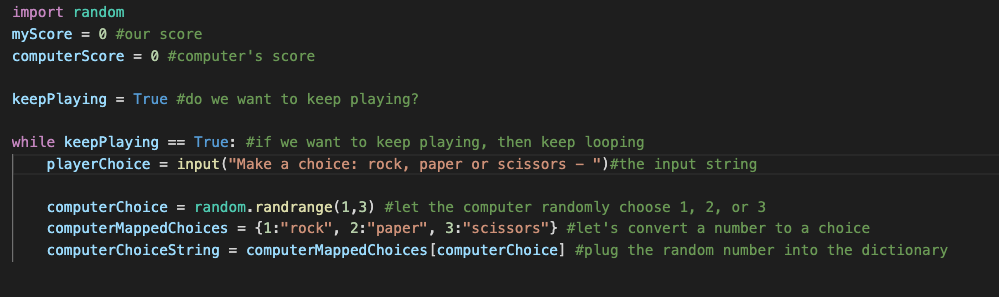 import random
myScore = 0 #our score
computerScore = 0 #computer's score
keepPlaying = True #do we want to keep playing?
while keepPlaying == True: #if we want to keep playing, then keep looping
playerChoice = input("Make a choice: rock, paper or scissors - ")#the input string
computerChoice = random.randrange(1,3) #let the computer randomly choose 1, 2, or 3
computerMappedChoices = {1:"rock", 2:"paper", 3:"scissors"} #let's convert a number to a choice
computerChoiceString = computerMappedChoices[computerChoice] #plug the random number into the dictionary